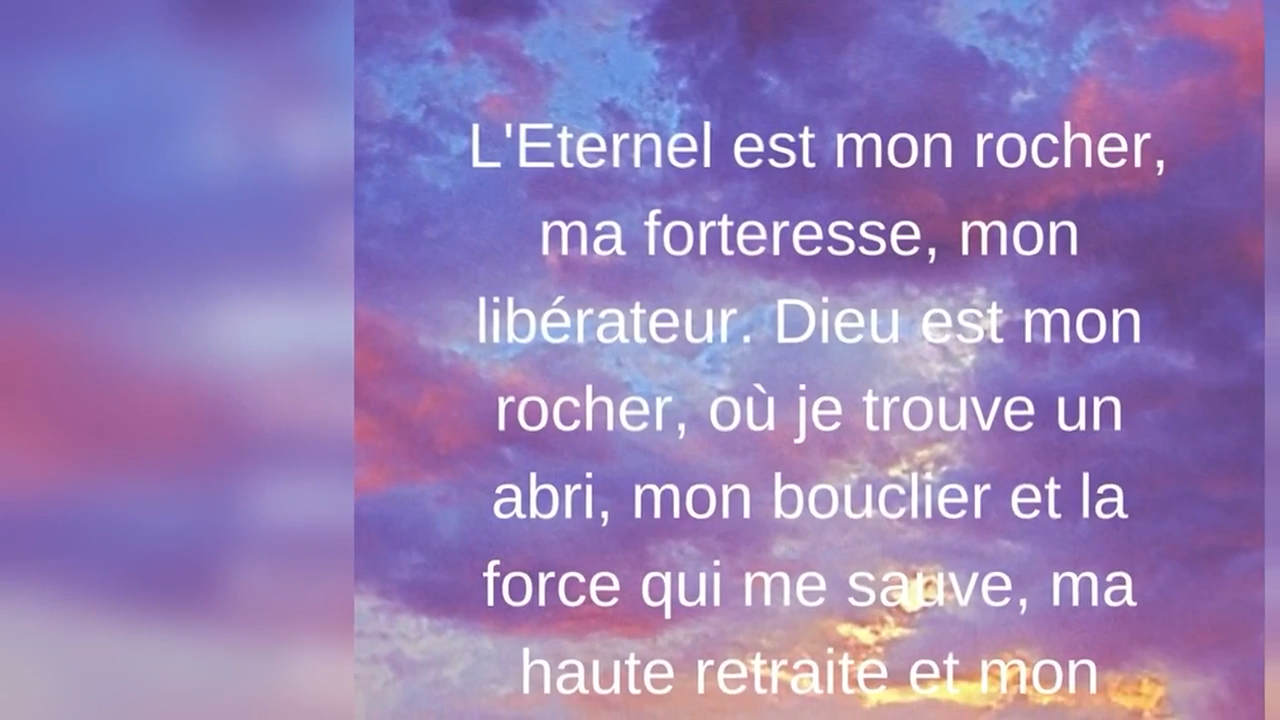 L'Eternel est mon rocher,
ma forteresse, mon
libérateur. Dieu est mon
rocher, où je trouve un
abri, mon bouclier et la
force qui me sauve, ma
haute retraite et mon